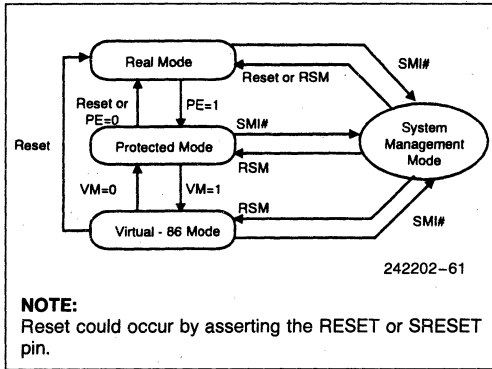 Real Mode
SMI#
Reset or RSM
Reset or
PE=0
PE=1
SMI#
System
Management
Mode
Reset
Protected Mode
RSM
VM=0
VM=1
RSM
Virtual - 86 Mode
SMI#
242202-61
NOTE:
Reset could occur by asserting the RESET or SRESET
pin.